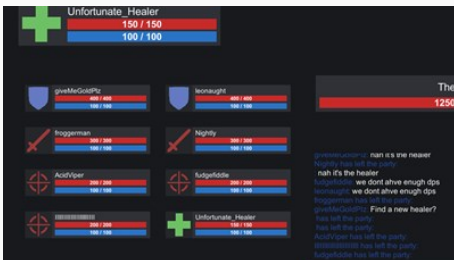 Unfortunate_Healer
150 / 150
100 / 100
giveMeGoldPlz
400 / 400
100 / 100
leonaught
400 / 400
100 / 100
froggerman
300 / 300
100 / 100
Nightly
300 / 300
100 / 100
AcidViper
200 / 200
100 / 100
fudgefiddle
200 / 200
100 / 100
200 / 200
100 / 100
Unfortunate_Healer
150 / 150
100 / 100
The
1250
giveMeGoldPlz: nah it's the healer
Nightly has left the party.
nah it's the healer
fudgefiddle: we dont ahve enugh dps
leonaught: we dont ahve enugh dps
froggerman has left the party.
giveMeGoldPlz: Find a new healer?
has left the party.
has left the party.
AcidViper has left the party.
has left the party.
fudgefiddle has left the party.